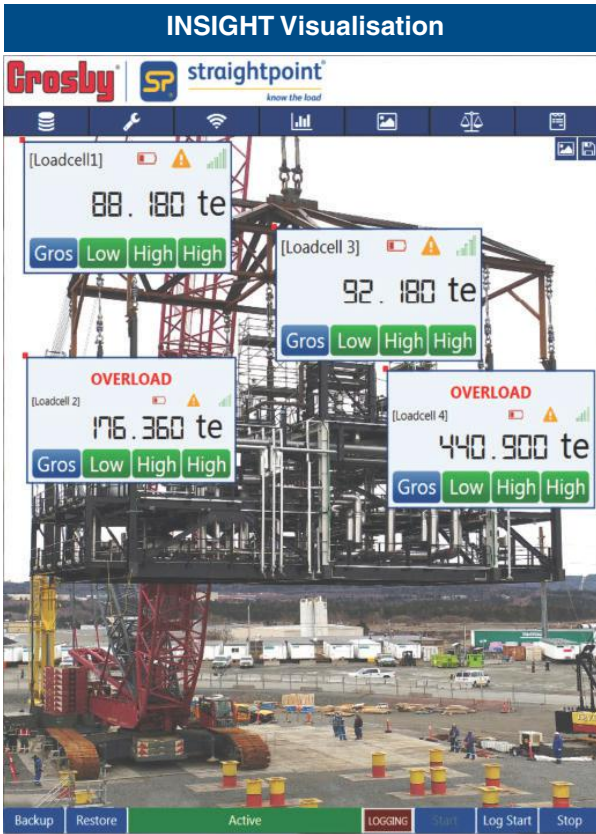 INSIGHT Visualisation
Crosby
SP straightpoint
know the load
[Loadcell1]
88.180 te
Gros Low High High
[Loadcell 3]
92.180 te
Gros Low High High
OVERLOAD
[Loadcell 2]
176.360 te
Gros Low High High
OVERLOAD
[Loadcell 4]
440.900 te
Gros Low High High
Backup Restore Active LOGGING Start Log Start Stop